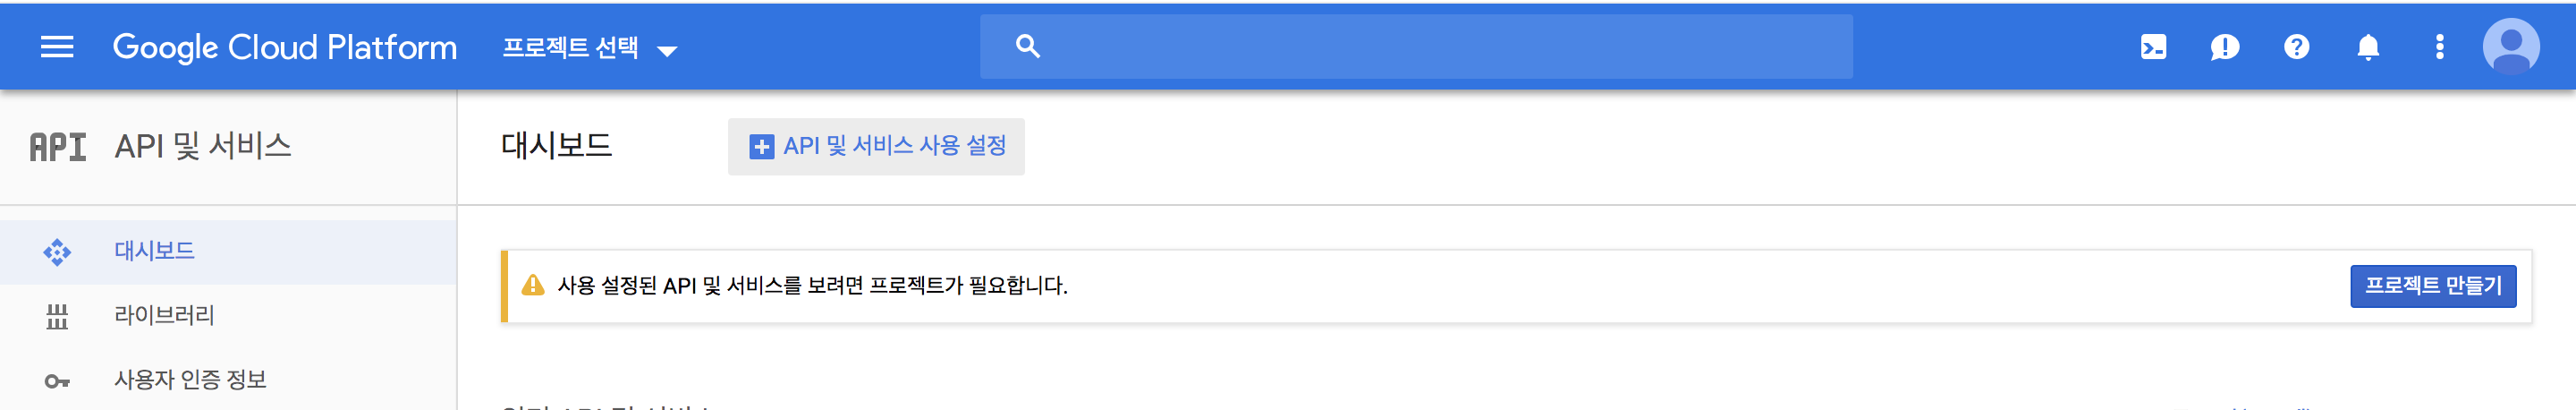 Google Cloud Platform 프로젝트 선택
API API 및 서비스
대시보드 API 및 서비스 사용 설정
대시보드
사용 설정된 API 및 서비스를 보려면 프로젝트가 필요합니다. 프로젝트 만들기
라이브러리
사용자 인증 정보